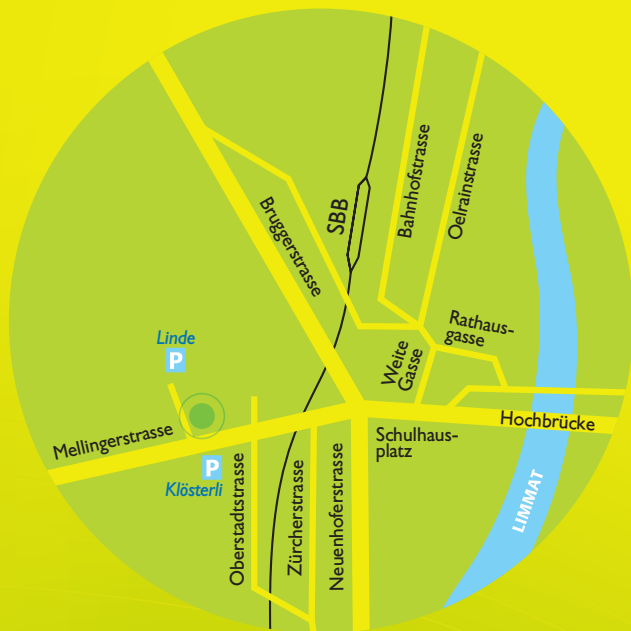 SBB
Bahnhofstrasse
Oelrainstrasse
Bruggerstrasse
Rathaus-
gasse
Linde
P
Weite
Gasse
Mellingerstrasse
Schulhaus-
platz
Hochbrücke
P
Klösterli
Oberstadtstrasse
Zürcherstrasse
Neuenhoferstrasse
LIMMAT